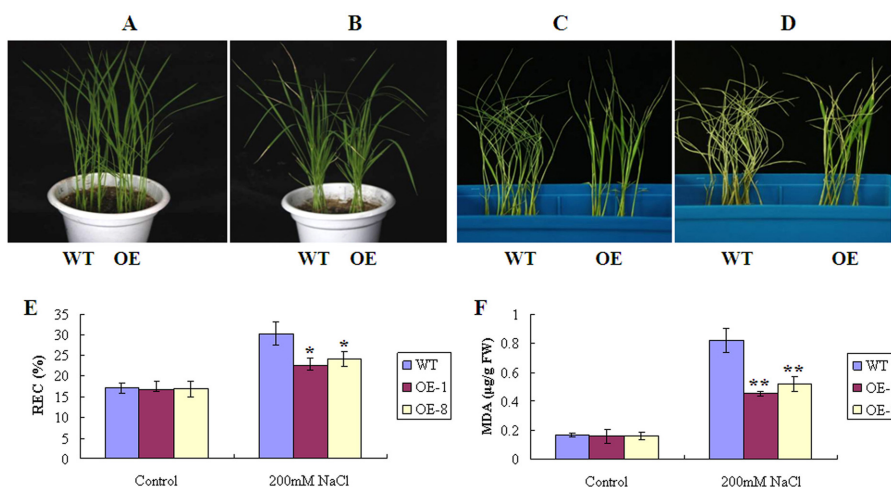 A
B
C
D
WT OE
WT OE
WT OE
WT OE
E
REC (%)
35
30
25
20
15
10
5
0
*
*
Control
200mM NaCl
WT
OE-1
OE-8
F
MDA (μg/g FW)
1
0.8
0.6
0.4
0.2
0
**
**
Control
200mM NaCl
WT
OE-
OE-